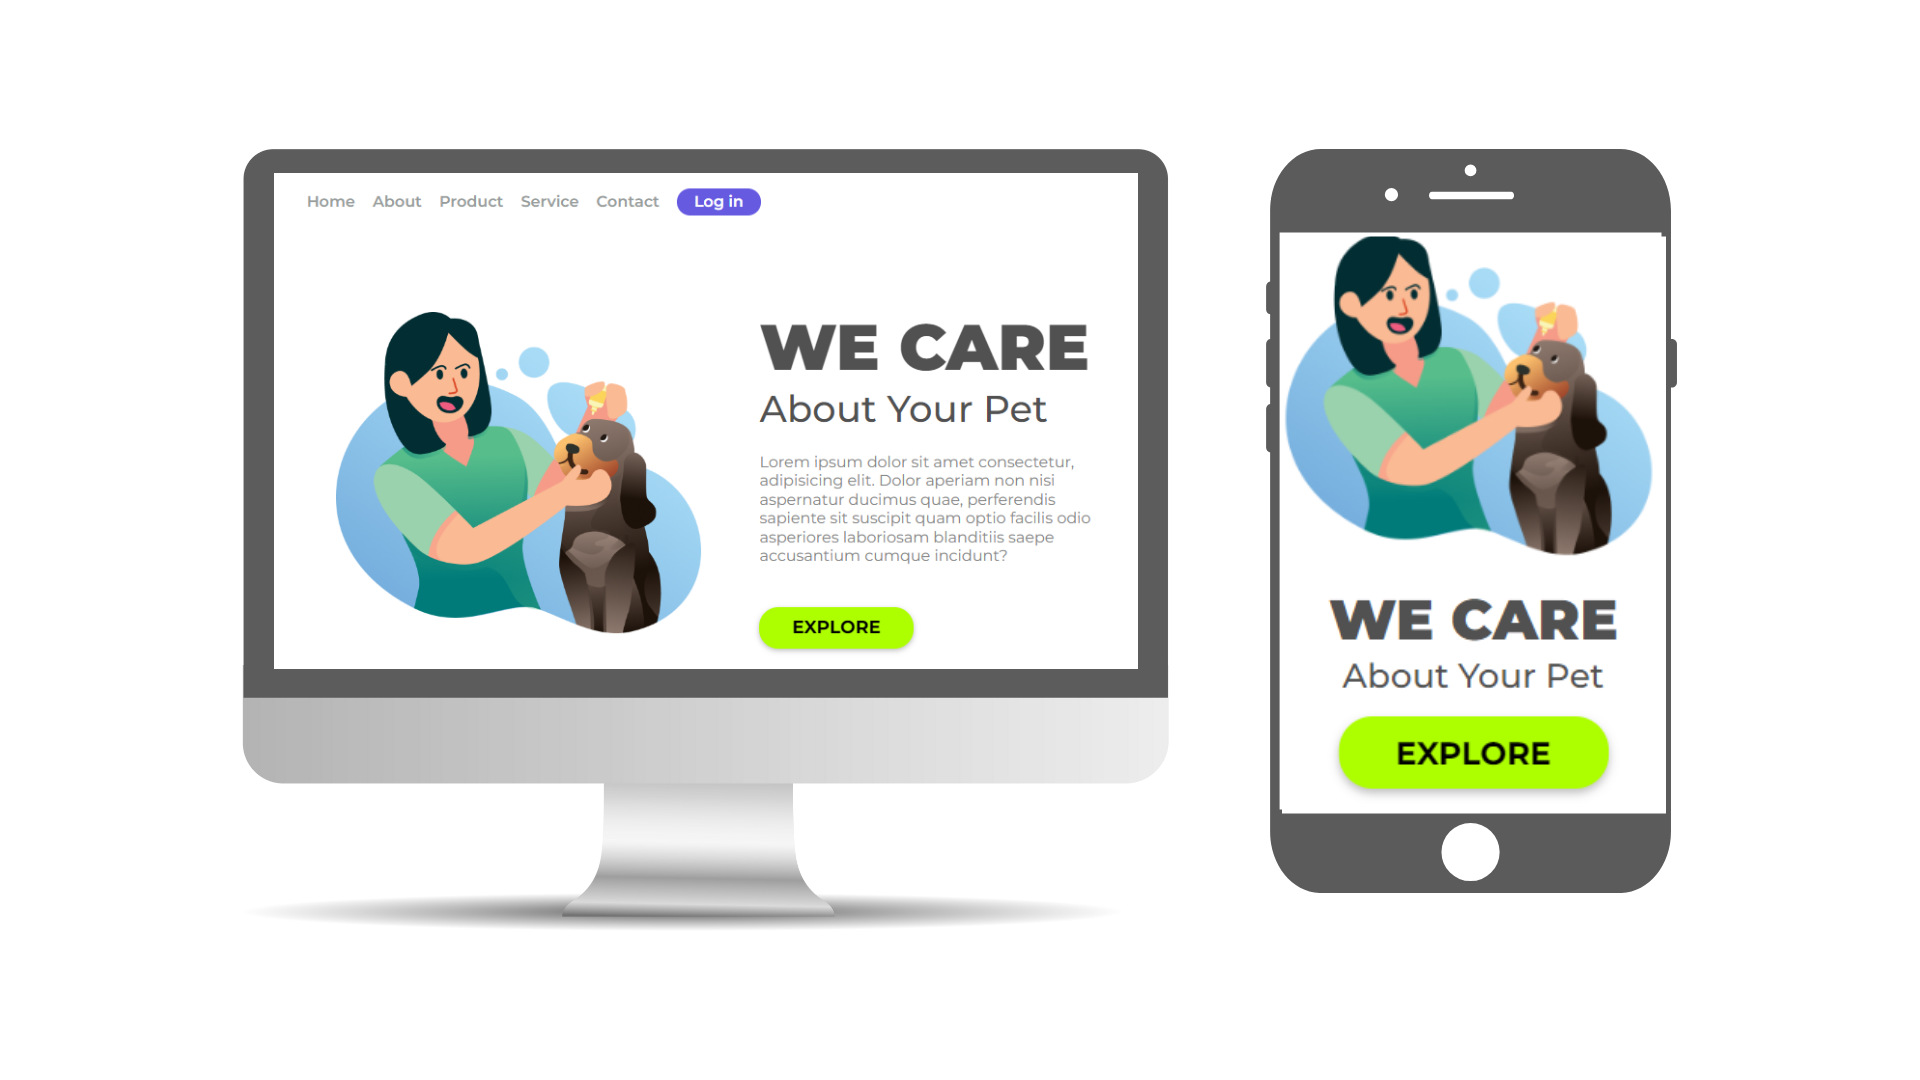 Home About Product Service Contact Log in
WE CARE
About Your Pet
Lorem ipsum dolor sit amet consectetur,
adipisicing elit. Dolor aperiam non nisi
aspernatur ducimus quae, perferendis
sapiente sit suscipit quam optio facilis odio
asperiores laboriosam blanditiis saepe
accusantium cumque incidunt?
EXPLORE
WE CARE
About Your Pet
EXPLORE